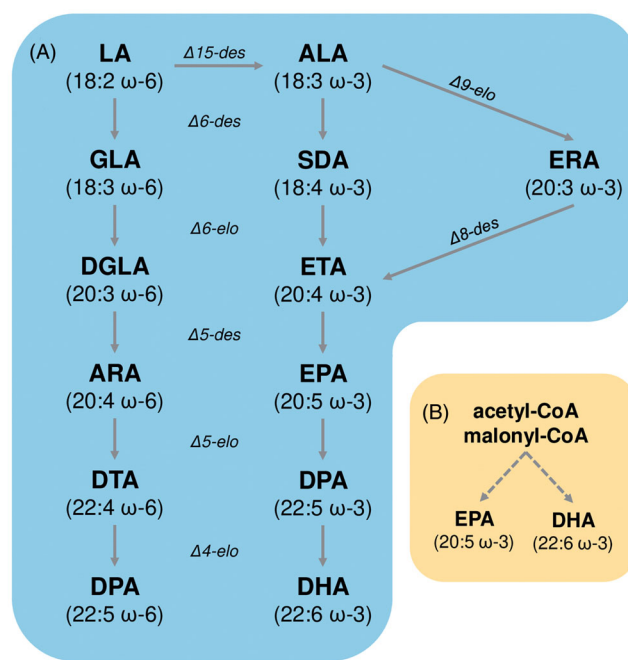 (A)
LA
Δ15-des
ALA
(18:2 ω-6)
(18:3 ω-3)
Δ9-elo
Δ6-des
GLA
SDA
ERA
(18:3 ω-6)
(18:4 ω-3)
(20:3 ω-3)
Δ6-elo
Δ8-des
DGLA
ETA
(20:3 ω-6)
(20:4 ω-3)
Δ5-des
ARA
EPA
(20:4 ω-6)
(20:5 ω-3)
Δ5-elo
DTA
DPA
(22:4 ω-6)
(22:5 ω-3)
Δ4-elo
DPA
DHA
(22:5 ω-6)
(22:6 ω-3)
(B)
acetyl-CoA
malonyl-CoA
EPA
DHA
(20:5 ω-3)
(22:6 ω-3)